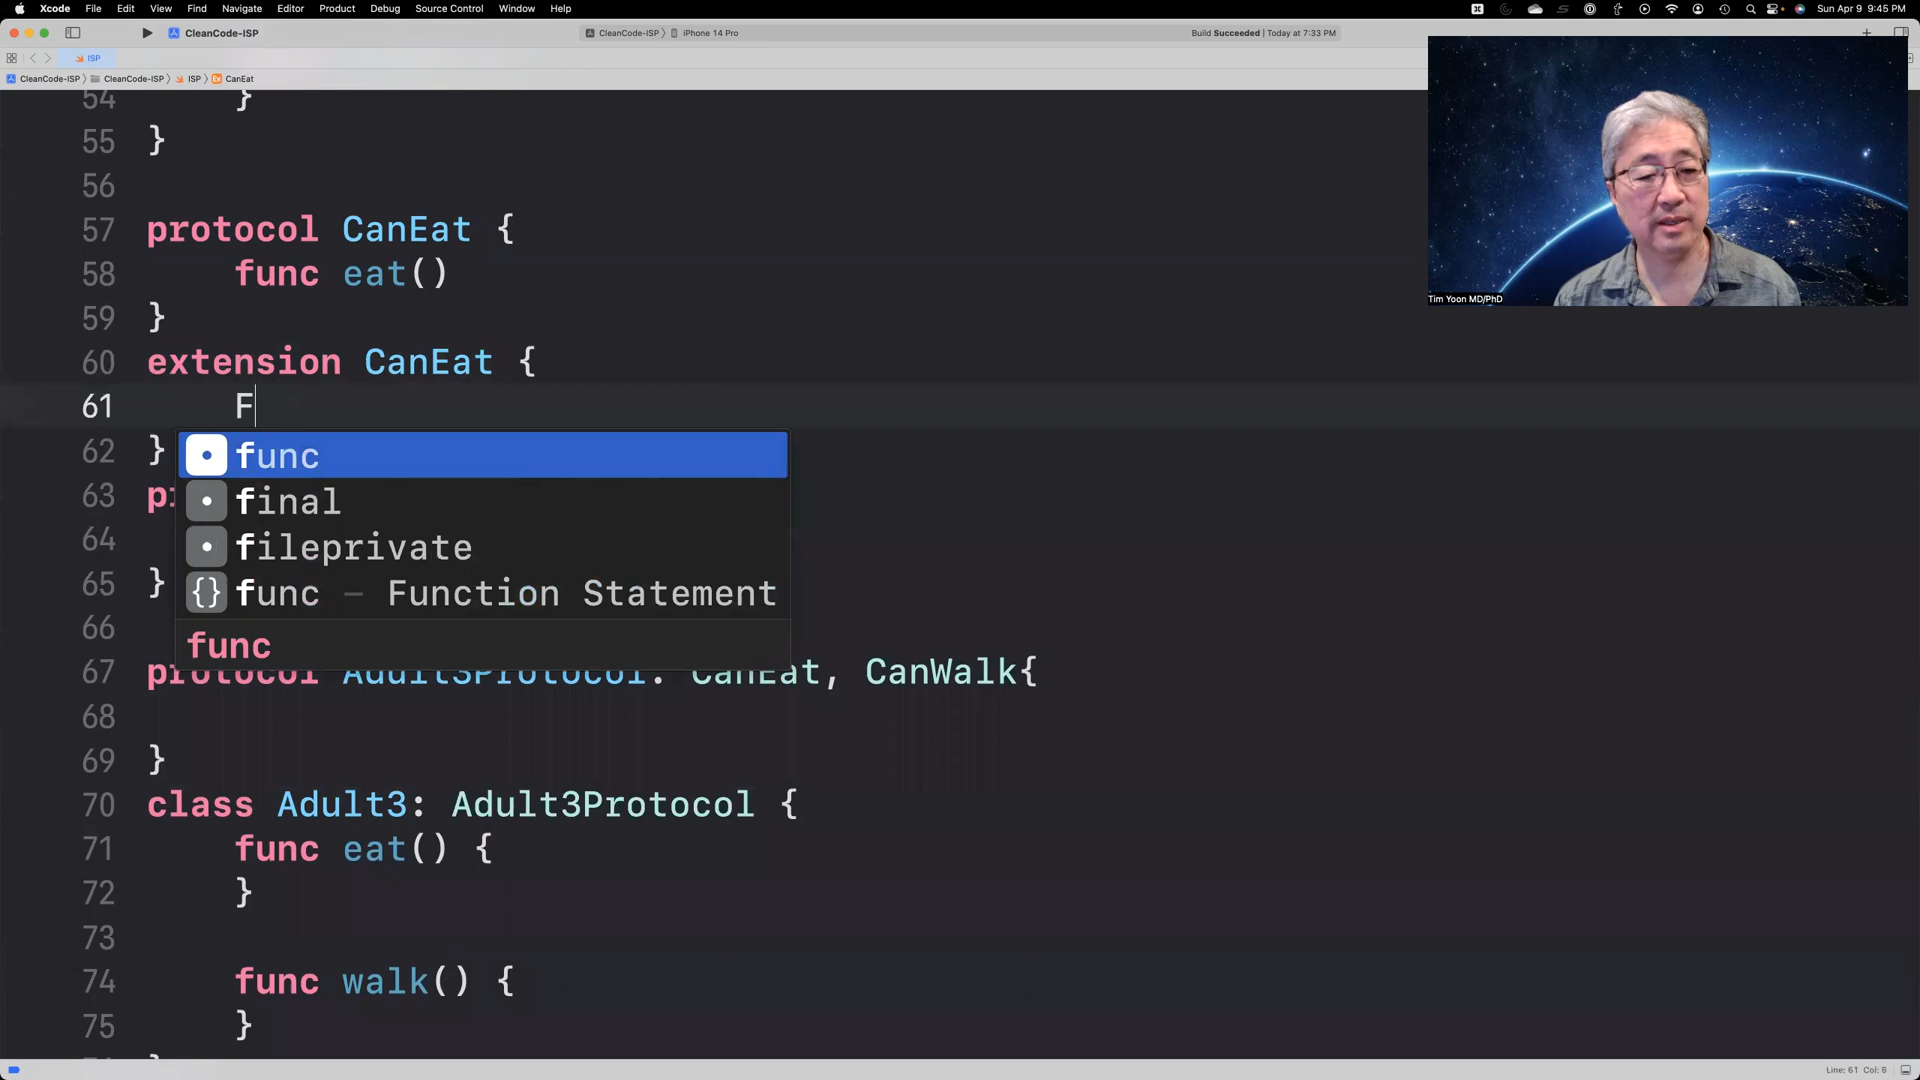 Xcode File Edit View Find Navigate Editor Product Debug Source Control Window Help Sun Apr 9 9:45 PM
CleanCode-ISP CleanCode-ISP iPhone 14 Pro Build Succeeded | Today at 7:33 PM
ISP
CleanCode-ISP CleanCode-ISP ISP Ex CanEat
54 }
55 }
56
57 protocol CanEat {
58 func eat()
59 }
60 extension CanEat {
61 F
62 }
63
64
65 }
66
func
final
fileprivate
{} func — Function Statement
func
67 protocol Adult3Protocol: CanEat, CanWalk{
68
69 }
70 class Adult3: Adult3Protocol {
71 func eat() {
72 }
73
74 func walk() {
75 }
Tim Yoon MD/PhD
Line: 61 Col: 6